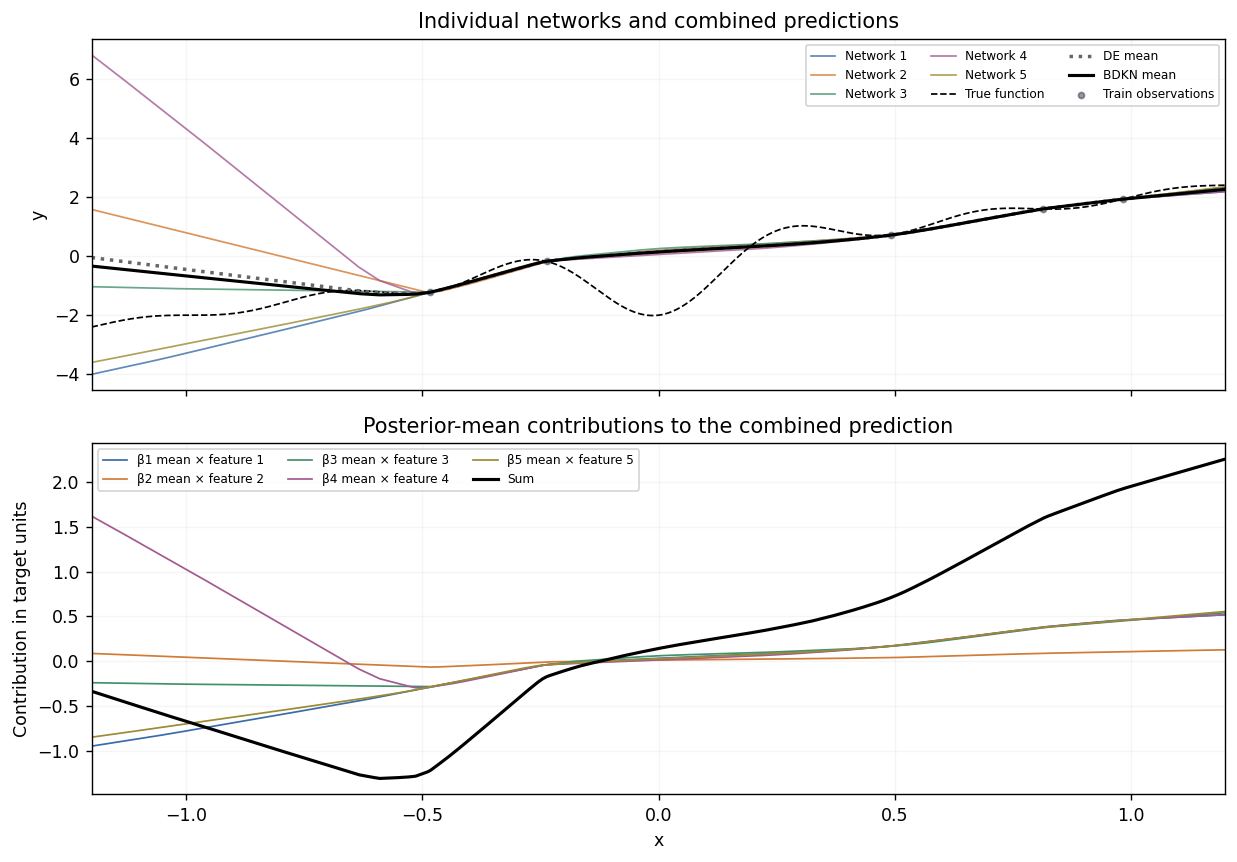 Individual networks and combined predictions
Network 1
Network 2
Network 3
Network 4
Network 5
True function
DE mean
BDKN mean
Train observations
y
6
4
2
0
−2
−4
Posterior-mean contributions to the combined prediction
β1 mean × feature 1
β2 mean × feature 2
β3 mean × feature 3
β4 mean × feature 4
β5 mean × feature 5
Sum
Contribution in target units
2.0
1.5
1.0
0.5
0.0
−0.5
−1.0
−1.0
−0.5
0.0
0.5
1.0
x